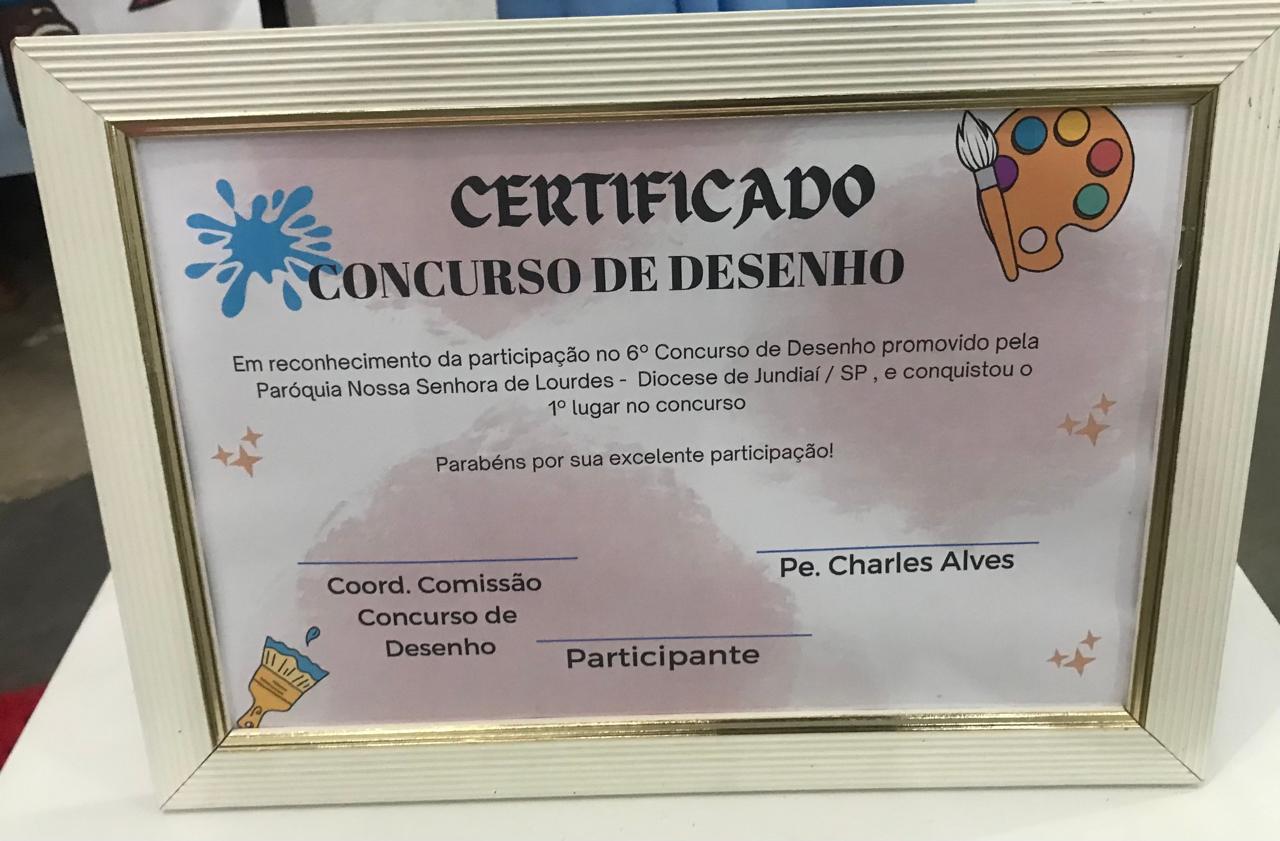 CERTIFICADO
CONCURSO DE DESENHO
Em reconhecimento da participação no 6º Concurso de Desenho promovido pela
Paróquia Nossa Senhora de Lourdes - Diocese de Jundiaí / SP , e conquistou o
1º lugar no concurso
Parabéns por sua excelente participação!
Coord. Comissão
Concurso de
Desenho
Pe. Charles Alves
Participante